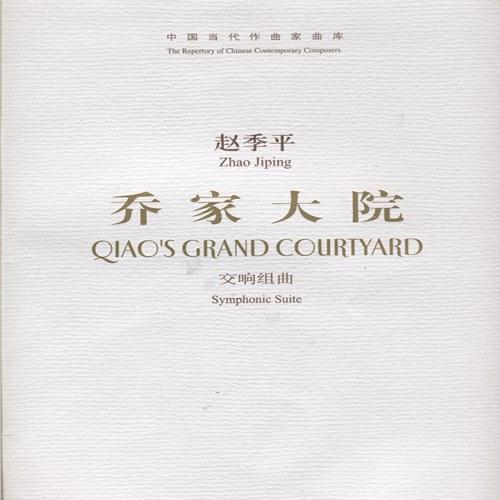 中国当代作曲家曲库
The Repertory of Chinese Contemporary Composers
赵季平
Zhao Jiping
乔家大院
QIAO'S GRAND COURTYARD
交响组曲
Symphonic Suite